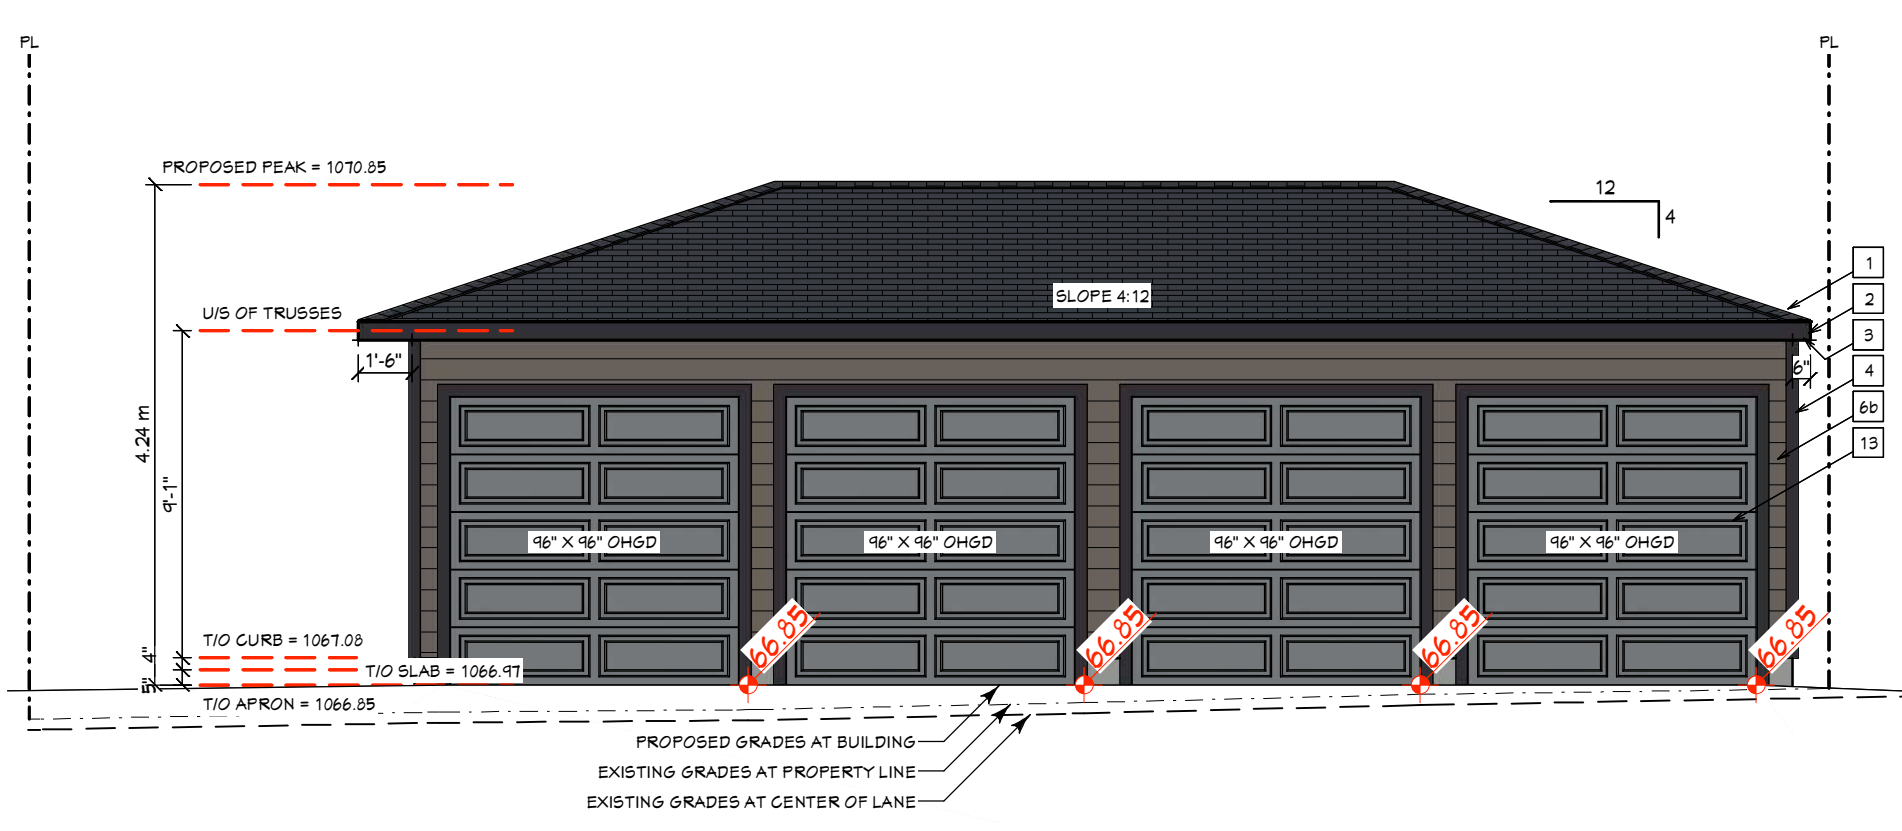 PL
PL
PROPOSED PEAK = 1070.85
12
4
1
SLOPE 4:12
2
U/S OF TRUSSES
3
1'-6"
6"
4
6b
4.24 m
13
9'-1"
96" X 96" OHGD
96" X 96" OHGD
96" X 96" OHGD
96" X 96" OHGD
66.85
66.85
66.85
66.85
T/O CURB = 1067.08
4"
T/O SLAB = 1066.97
5"
T/O APRON = 1066.85
PROPOSED GRADES AT BUILDING
EXISTING GRADES AT PROPERTY LINE
EXISTING GRADES AT CENTER OF LANE